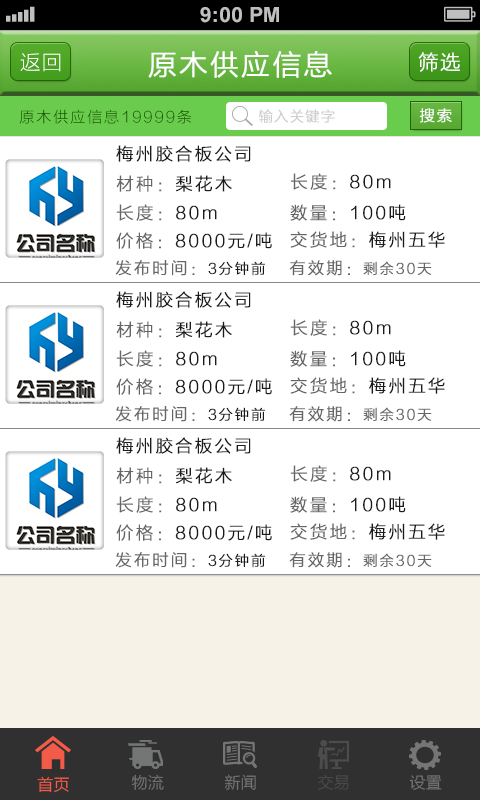 9:00 PM
返回
原木供应信息
筛选
原木供应信息19999条
输入关键字
搜索
梅州胶合板公司
材种：梨花木 长度：80m
长度：80m 数量：100吨
价格：8000元/吨 交货地：梅州五华
发布时间：3分钟前 有效期：剩余30天
公司名称
梅州胶合板公司
材种：梨花木 长度：80m
长度：80m 数量：100吨
价格：8000元/吨 交货地：梅州五华
发布时间：3分钟前 有效期：剩余30天
公司名称
梅州胶合板公司
材种：梨花木 长度：80m
长度：80m 数量：100吨
价格：8000元/吨 交货地：梅州五华
发布时间：3分钟前 有效期：剩余30天
公司名称
首页 物流 新闻 交易 设置